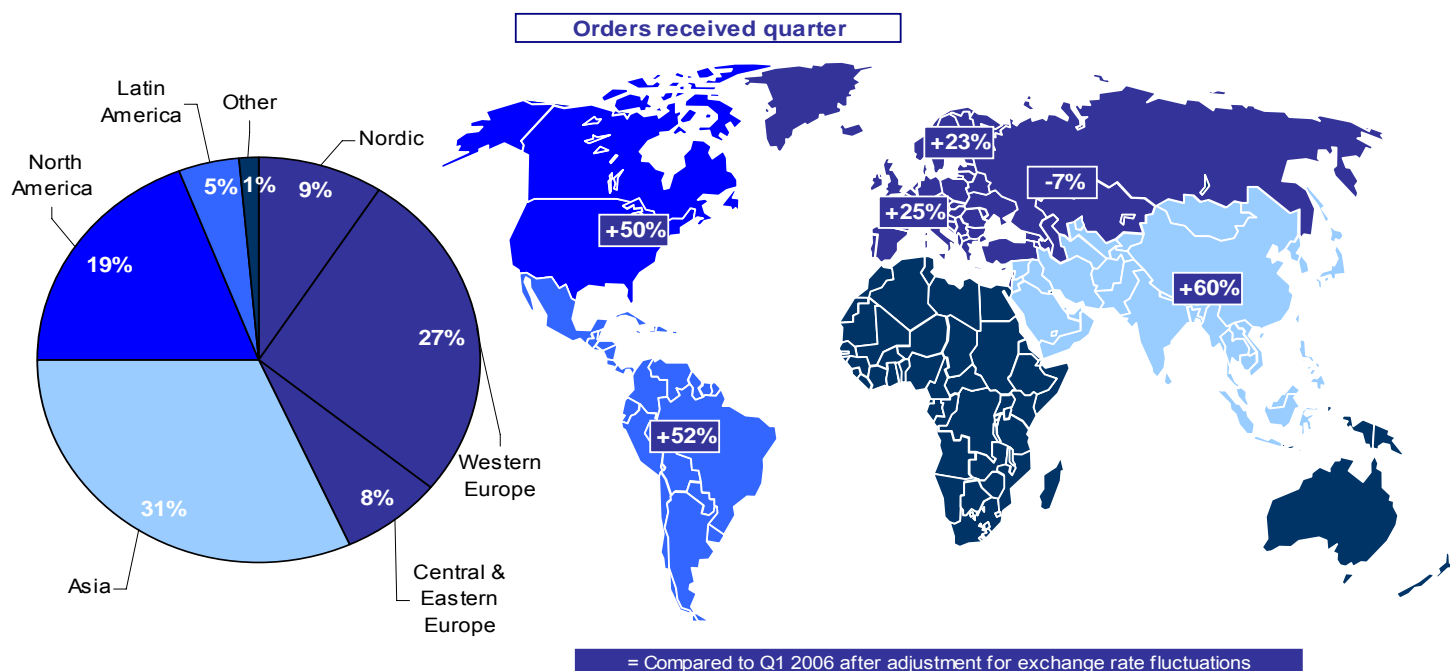 Orders received quarter
Latin
America
Other
Nordic
North
America
5%
1%
9%
19%
27%
31%
8%
Asia
Western
Europe
Central &
Eastern
Europe
+23%
-7%
+25%
+50%
+60%
+52%
= Compared to Q1 2006 after adjustment for exchange rate fluctuations